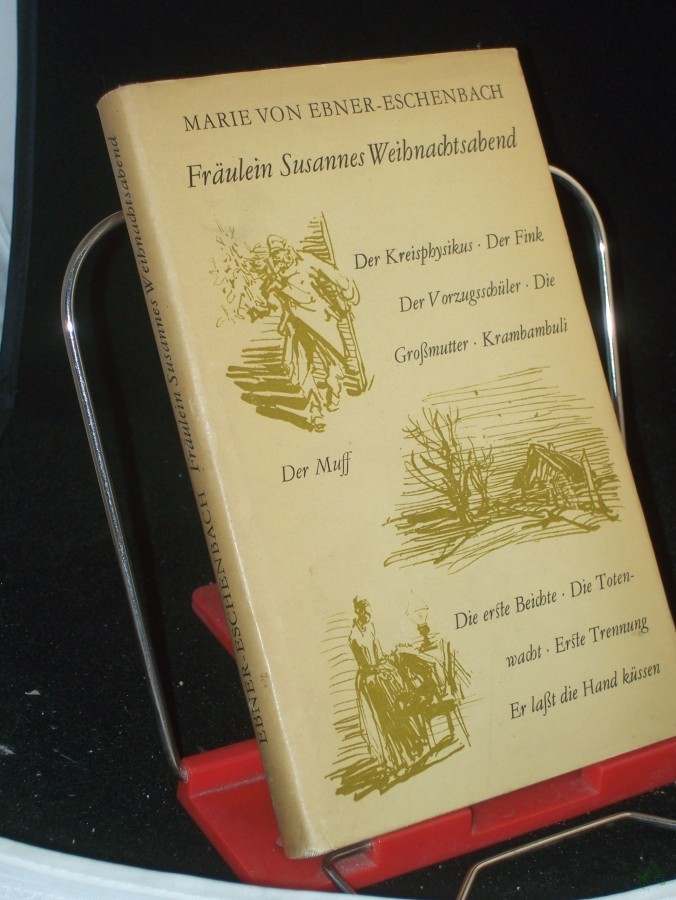 MARIE VON EBNER-ESCHENBACH
Fräulein Susannes Weihnachtsabend
Der Kreisphysikus · Der Fink
Der Vorzugsschüler · Die
Großmutter · Krambambuli
Der Muff
Die erste Beichte · Die Toten-
wacht · Erste Trennung
Er laßt die Hand küssen
EBNER-ESCHENBACH Fräulein Susannes Weihnachtsabend